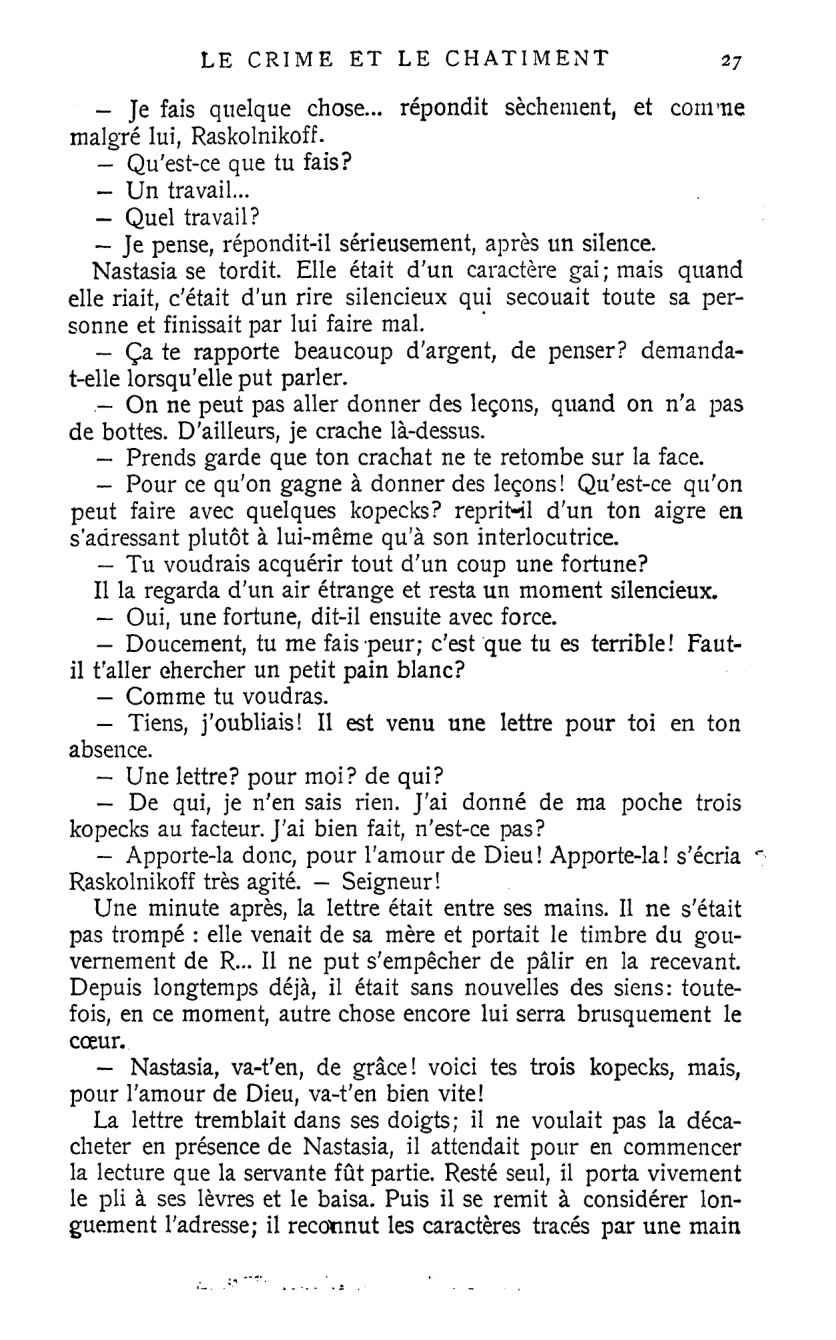 LE CRIME ET LE CHATIMENT 27
— Je fais quelque chose... répondit sèchement, et comme
malgré lui, Raskolnikoff.
— Qu'est-ce que tu fais?
— Un travail...
— Quel travail?
— Je pense, répondit-il sérieusement, après un silence.
Nastasia se tordit. Elle était d'un caractère gai; mais quand
elle riait, c'était d'un rire silencieux qui secouait toute sa per-
sonne et finissait par lui faire mal.
— Ça te rapporte beaucoup d'argent, de penser? demanda-
t-elle lorsqu'elle put parler.
— On ne peut pas aller donner des leçons, quand on n'a pas
de bottes. D'ailleurs, je crache là-dessus.
— Prends garde que ton crachat ne te retombe sur la face.
— Pour ce qu'on gagne à donner des leçons! Qu'est-ce qu'on
peut faire avec quelques kopecks? reprit-il d'un ton aigre en
s'adressant plutôt à lui-même qu'à son interlocutrice.
— Tu voudrais acquérir tout d'un coup une fortune?
Il la regarda d'un air étrange et resta un moment silencieux.
— Oui, une fortune, dit-il ensuite avec force.
— Doucement, tu me fais peur; c'est que tu es terrible! Faut-
il t'aller chercher un petit pain blanc?
— Comme tu voudras.
— Tiens, j'oubliais! Il est venu une lettre pour toi en ton
absence.
— Une lettre? pour moi? de qui?
— De qui, je n'en sais rien. J'ai donné de ma poche trois
kopecks au facteur. J'ai bien fait, n'est-ce pas?
— Apporte-la donc, pour l'amour de Dieu! Apporte-la! s'écria
Raskolnikoff très agité. — Seigneur!
Une minute après, la lettre était entre ses mains. Il ne s'était
pas trompé : elle venait de sa mère et portait le timbre du gou-
vernement de R... Il ne put s'empêcher de pâlir en la recevant.
Depuis longtemps déjà, il était sans nouvelles des siens: toute-
fois, en ce moment, autre chose encore lui serra brusquement le
cœur.
— Nastasia, va-t'en, de grâce! voici tes trois kopecks, mais,
pour l'amour de Dieu, va-t'en bien vite!
La lettre tremblait dans ses doigts; il ne voulait pas la déca-
cheter en présence de Nastasia, il attendait pour en commencer
la lecture que la servante fût partie. Resté seul, il porta vivement
le pli à ses lèvres et le baisa. Puis il se remit à considérer lon-
guement l'adresse; il reconnut les caractères tracés par une main